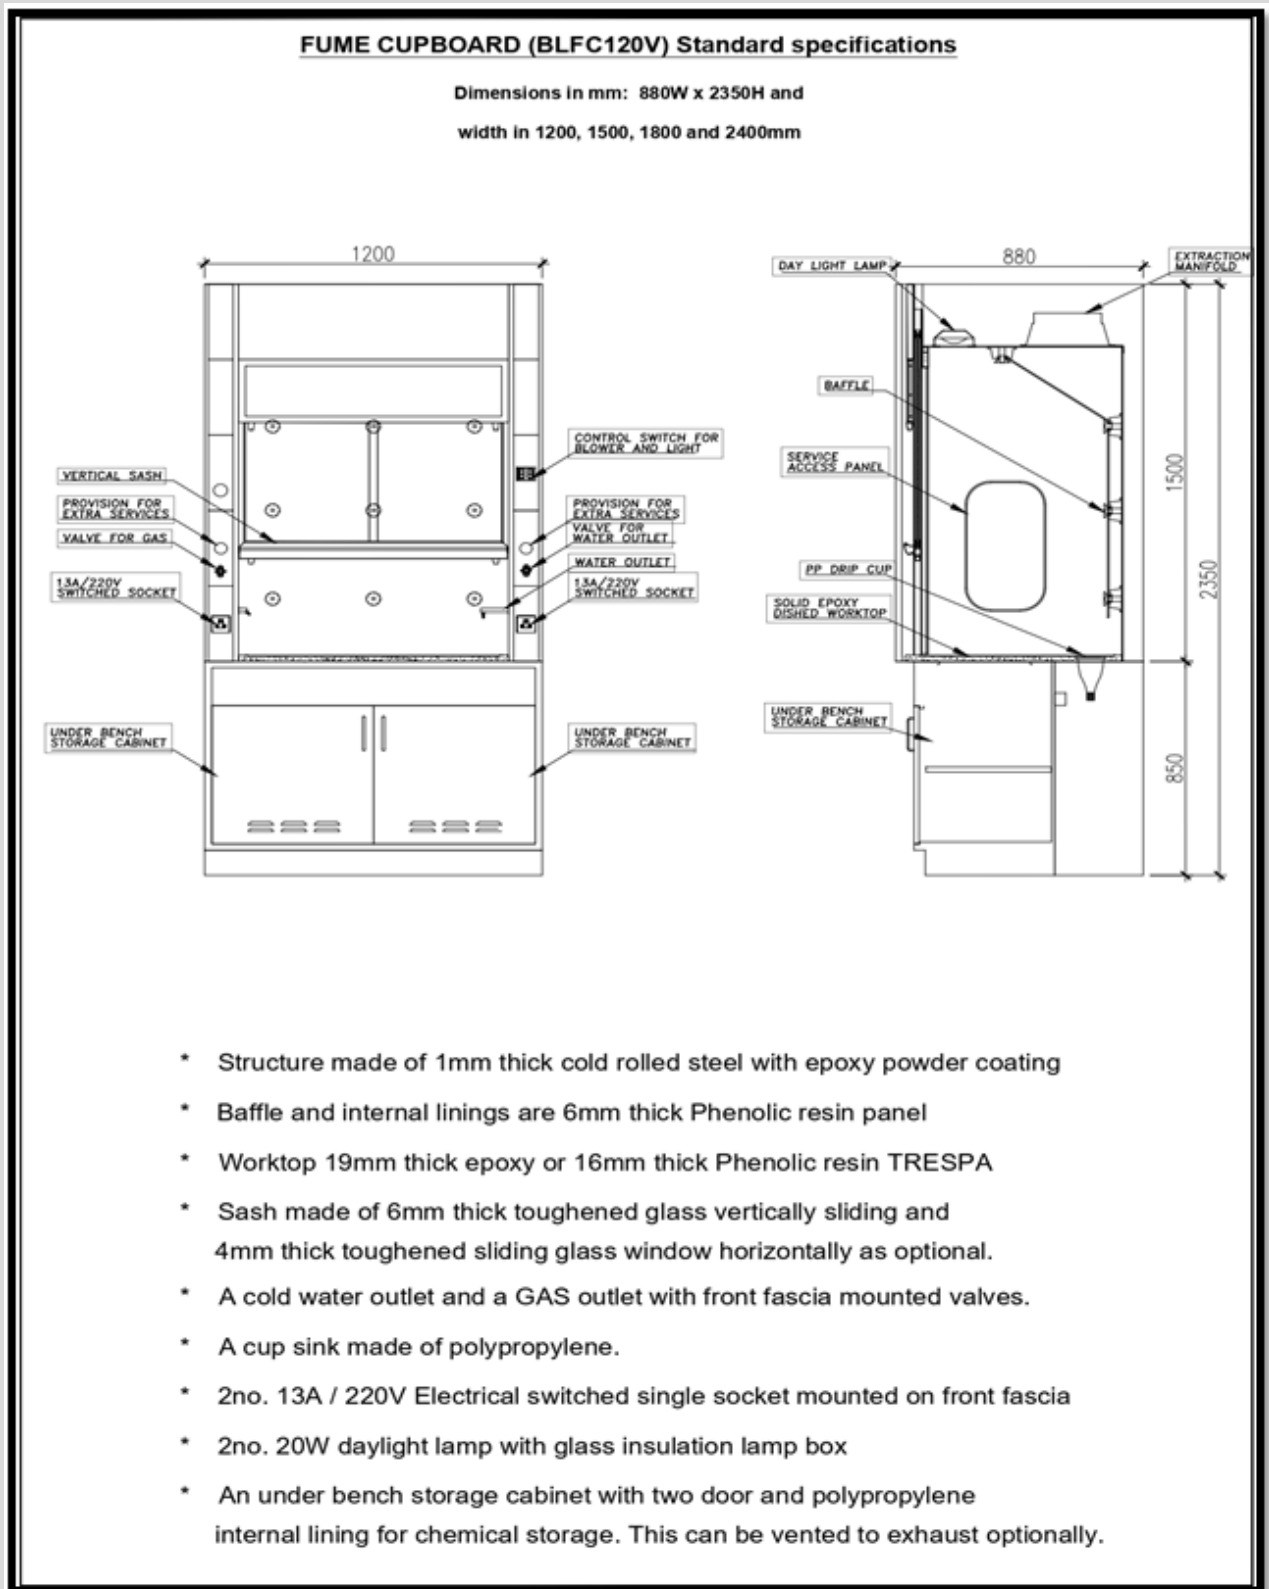 FUME CUPBOARD (BLFC120V) Standard specifications
Dimensions in mm: 880W x 2350H and
width in 1200, 1500, 1800 and 2400mm
1200
VERTICAL SASH
PROVISION FOR
EXTRA SERVICES
VALVE FOR GAS
13A/220V
SWITCHED SOCKET
UNDER BENCH
STORAGE CABINET
CONTROL SWITCH FOR
BLOWER AND LIGHT
PROVISION FOR
EXTRA SERVICES
VALVE FOR
WATER OUTLET
WATER OUTLET
13A/220V
SWITCHED SOCKET
UNDER BENCH
STORAGE CABINET
880
DAY LIGHT LAMP
EXTRACTION
MANIFOLD
BAFFLE
SERVICE
ACCESS PANEL
PP DRIP CUP
SOLID EPOXY
DISHED WORKTOP
UNDER BENCH
STORAGE CABINET
1500
2350
850
* Structure made of 1mm thick cold rolled steel with epoxy powder coating
* Baffle and internal linings are 6mm thick Phenolic resin panel
* Worktop 19mm thick epoxy or 16mm thick Phenolic resin TRESPA
* Sash made of 6mm thick toughened glass vertically sliding and
4mm thick toughened sliding glass window horizontally as optional.
* A cold water outlet and a GAS outlet with front fascia mounted valves.
* A cup sink made of polypropylene.
* 2no. 13A / 220V Electrical switched single socket mounted on front fascia
* 2no. 20W daylight lamp with glass insulation lamp box
* An under bench storage cabinet with two door and polypropylene
internal lining for chemical storage. This can be vented to exhaust optionally.